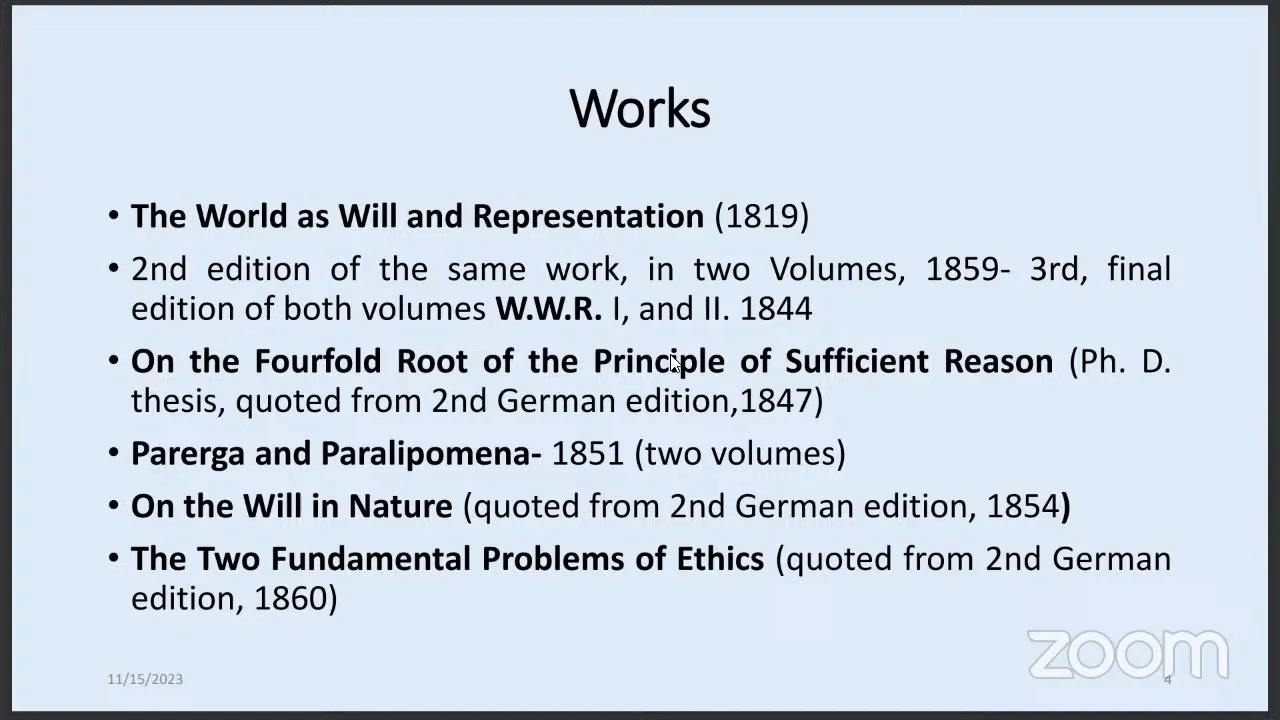 Works
• The World as Will and Representation (1819)
• 2nd edition of the same work, in two Volumes, 1859- 3rd, final
edition of both volumes W.W.R. I, and II. 1844
• On the Fourfold Root of the Principle of Sufficient Reason (Ph. D.
thesis, quoted from 2nd German edition,1847)
• Parerga and Paralipomena- 1851 (two volumes)
• On the Will in Nature (quoted from 2nd German edition, 1854)
• The Two Fundamental Problems of Ethics (quoted from 2nd German
edition, 1860)
zoom
11/15/2023
4